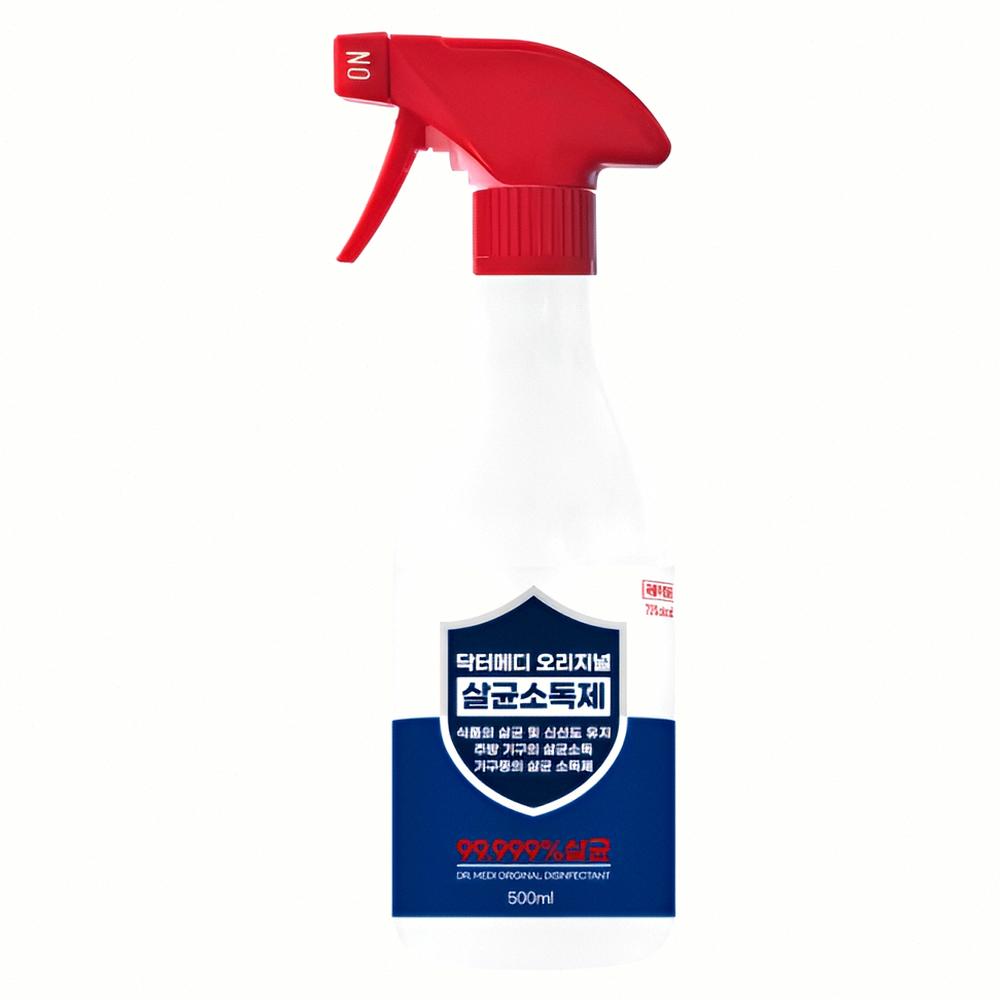 ON
닥터메디 오리지널
살균소독제
식품의 살균 및 신선도 유지
주방 기구의 살균소독
기구등의 살균 소독제
99.999%살균
DR. MEDI ORIGINAL DISINFECTANT
500ml